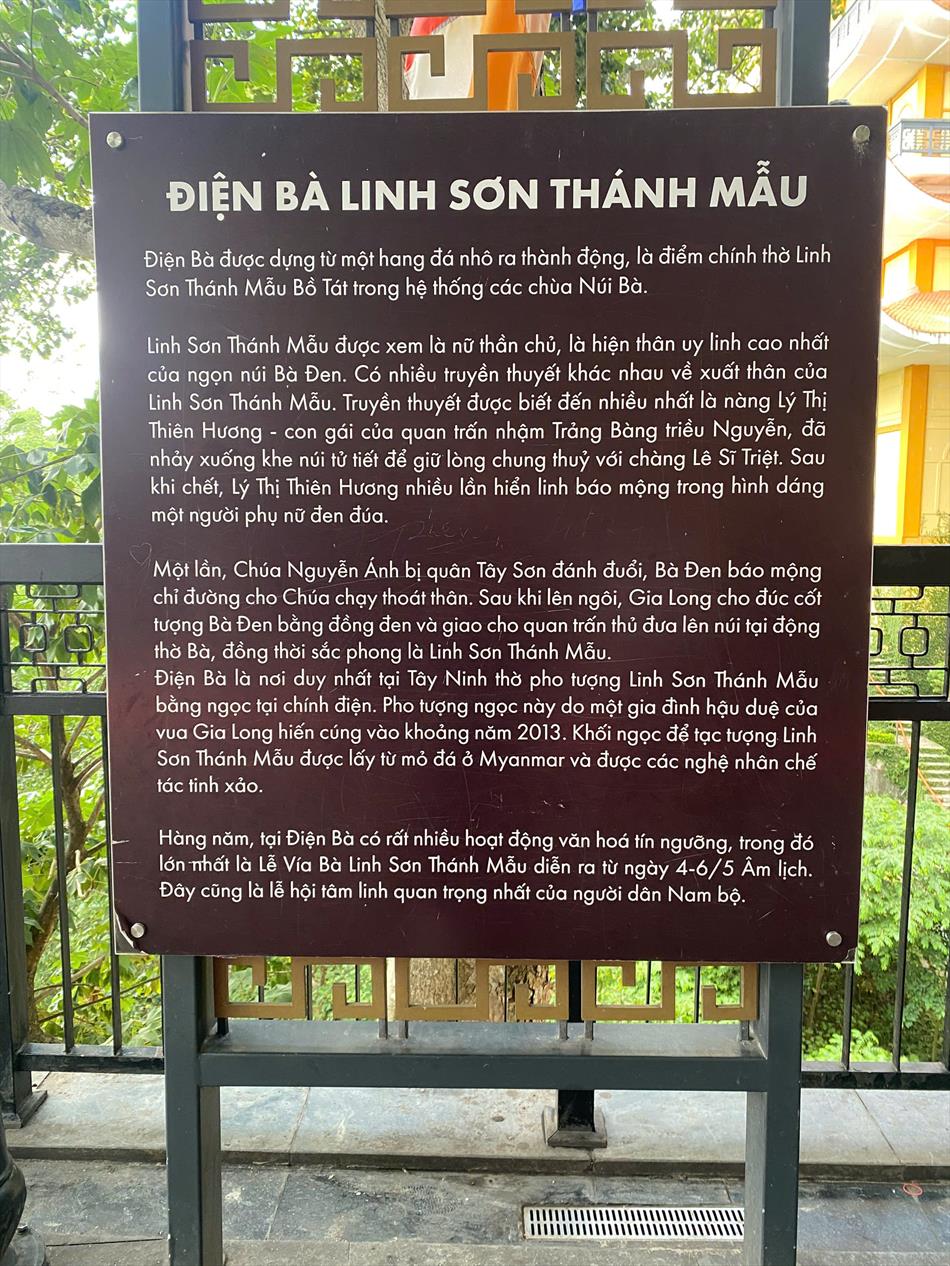 ĐIỆN BÀ LINH SƠN THÁNH MẪU
Điện Bà được dựng từ một hang đá nhô ra thành động, là điểm chính thờ Linh
Sơn Thánh Mẫu Bồ Tát trong hệ thống các chùa Núi Bà.
Linh Sơn Thánh Mẫu được xem là nữ thần chủ, là hiện thân uy linh cao nhất
của ngọn núi Bà Đen. Có nhiều truyền thuyết khác nhau về xuất thân của
Linh Sơn Thánh Mẫu. Truyền thuyết được biết đến nhiều nhất là nàng Lý Thị
Thiên Hương - con gái của quan trấn nhậm Trảng Bàng triều Nguyễn, đã
nhảy xuống khe núi tử tiết để giữ lòng chung thuỷ với chàng Lê Sĩ Triệt. Sau
khi chết, Lý Thị Thiên Hương nhiều lần hiển linh báo mộng trong hình dáng
một người phụ nữ đen đúa.
Một lần, Chúa Nguyễn Ánh bị quân Tây Sơn đánh đuổi, Bà Đen báo mộng
chỉ đường cho Chúa chạy thoát thân. Sau khi lên ngôi, Gia Long cho đúc cốt
tượng Bà Đen bằng đồng đen và giao cho quan trấn thủ đưa lên núi tại động
thờ Bà, đồng thời sắc phong là Linh Sơn Thánh Mẫu.
Điện Bà là nơi duy nhất tại Tây Ninh thờ pho tượng Linh Sơn Thánh Mẫu
bằng ngọc tại chính điện. Pho tượng ngọc này do một gia đình hậu duệ của
vua Gia Long hiến cúng vào khoảng năm 2013. Khối ngọc để tạc tượng Linh
Sơn Thánh Mẫu được lấy từ mỏ đá ở Myanmar và được các nghệ nhân chế
tác tinh xảo.
Hàng năm, tại Điện Bà có rất nhiều hoạt động văn hoá tín ngưỡng, trong đó
lớn nhất là Lễ Vía Bà Linh Sơn Thánh Mẫu diễn ra từ ngày 4-6/5 Âm lịch.
Đây cũng là lễ hội tâm linh quan trọng nhất của người dân Nam bộ.